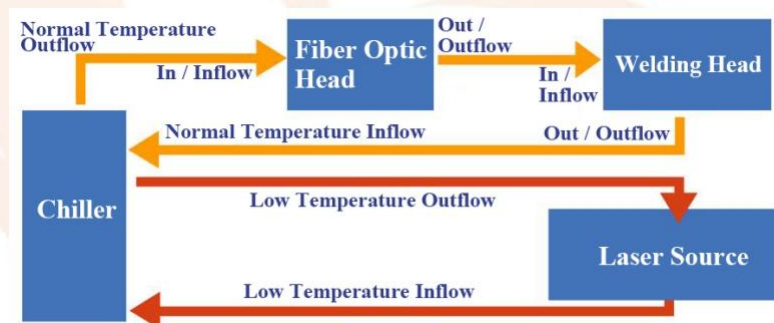 Normal Temperature
Outflow
In / Inflow
Fiber Optic
Head
Out /
Outflow
In /
Inflow
Welding Head
Normal Temperature Inflow
Out / Outflow
Chiller
Low Temperature Outflow
Laser Source
Low Temperature Inflow